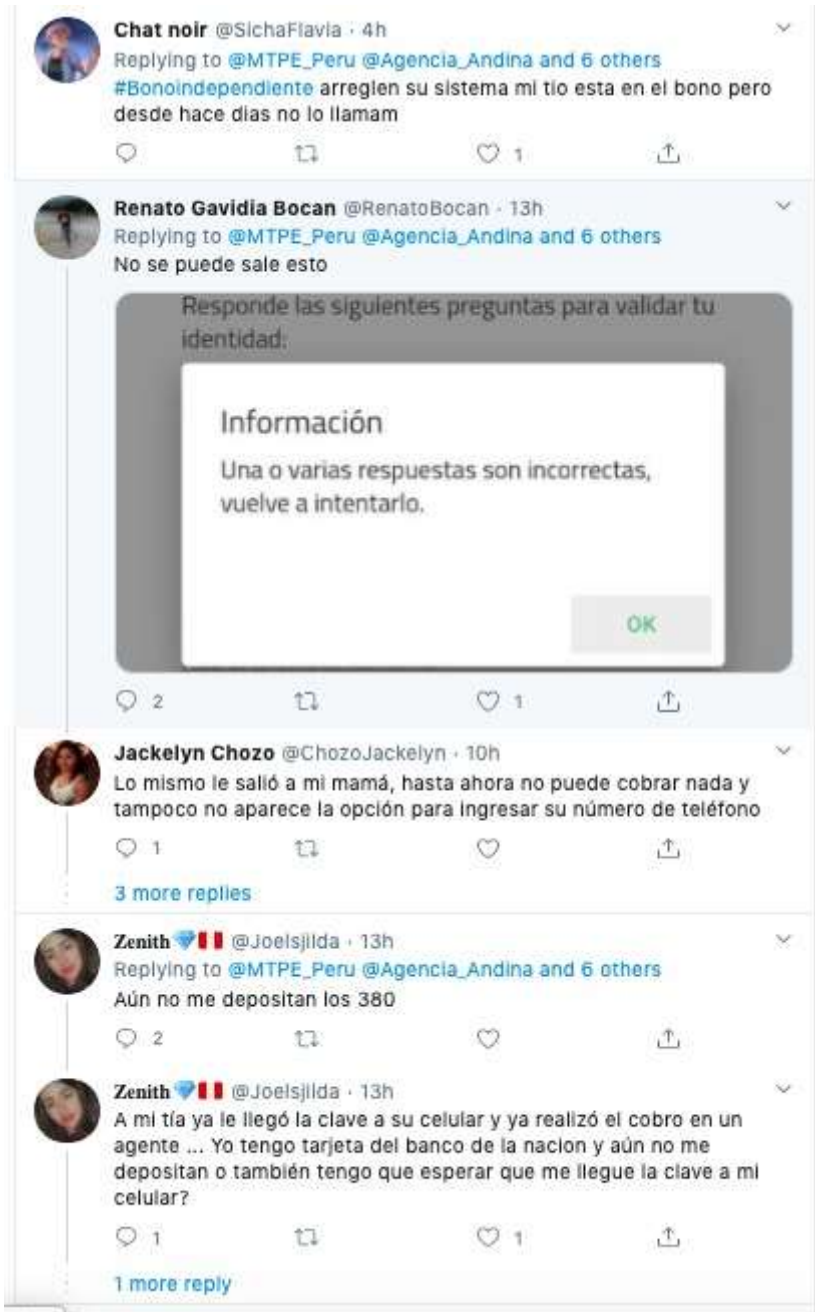 Chat noir @SichaFlavia · 4h
Replying to @MTPE_Peru @Agencia_Andina and 6 others
#Bonoindependiente arreglen su sistema mi tio esta en el bono pero
desde hace dias no lo llamam
1
Renato Gavidia Bocan @RenatoBocan · 13h
Replying to @MTPE_Peru @Agencia_Andina and 6 others
No se puede sale esto
Responde las siguientes preguntas para validar tu
identidad:
Información
Una o varias respuestas son incorrectas,
vuelve a intentarlo.
OK
2 1
Jackelyn Chozo @ChozoJackelyn · 10h
Lo mismo le salió a mi mamá, hasta ahora no puede cobrar nada y
tampoco no aparece la opción para ingresar su número de teléfono
1
3 more replies
Zenith💎🇵🇪 @Joelsjilda · 13h
Replying to @MTPE_Peru @Agencia_Andina and 6 others
Aún no me depositan los 380
2
Zenith💎🇵🇪 @Joelsjilda · 13h
A mi tía ya le llegó la clave a su celular y ya realizó el cobro en un
agente ... Yo tengo tarjeta del banco de la nacion y aún no me
depositan o también tengo que esperar que me llegue la clave a mi
celular?
1 1
1 more reply